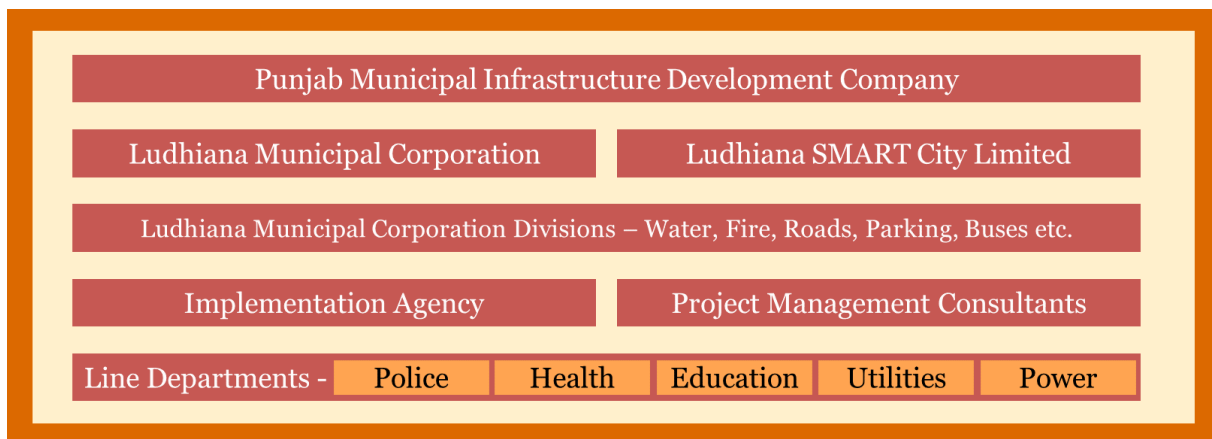 Punjab Municipal Infrastructure Development Company
Ludhiana Municipal Corporation
Ludhiana SMART City Limited
Ludhiana Municipal Corporation Divisions – Water, Fire, Roads, Parking, Buses etc.
Implementation Agency
Project Management Consultants
Line Departments - Police Health Education Utilities Power